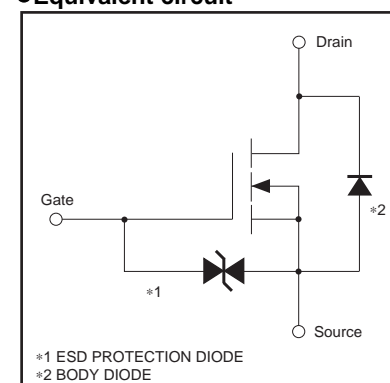 ●Equivalent circuit
Drain
Gate
∗2
∗1
Source
∗1 ESD PROTECTION DIODE
∗2 BODY DIODE